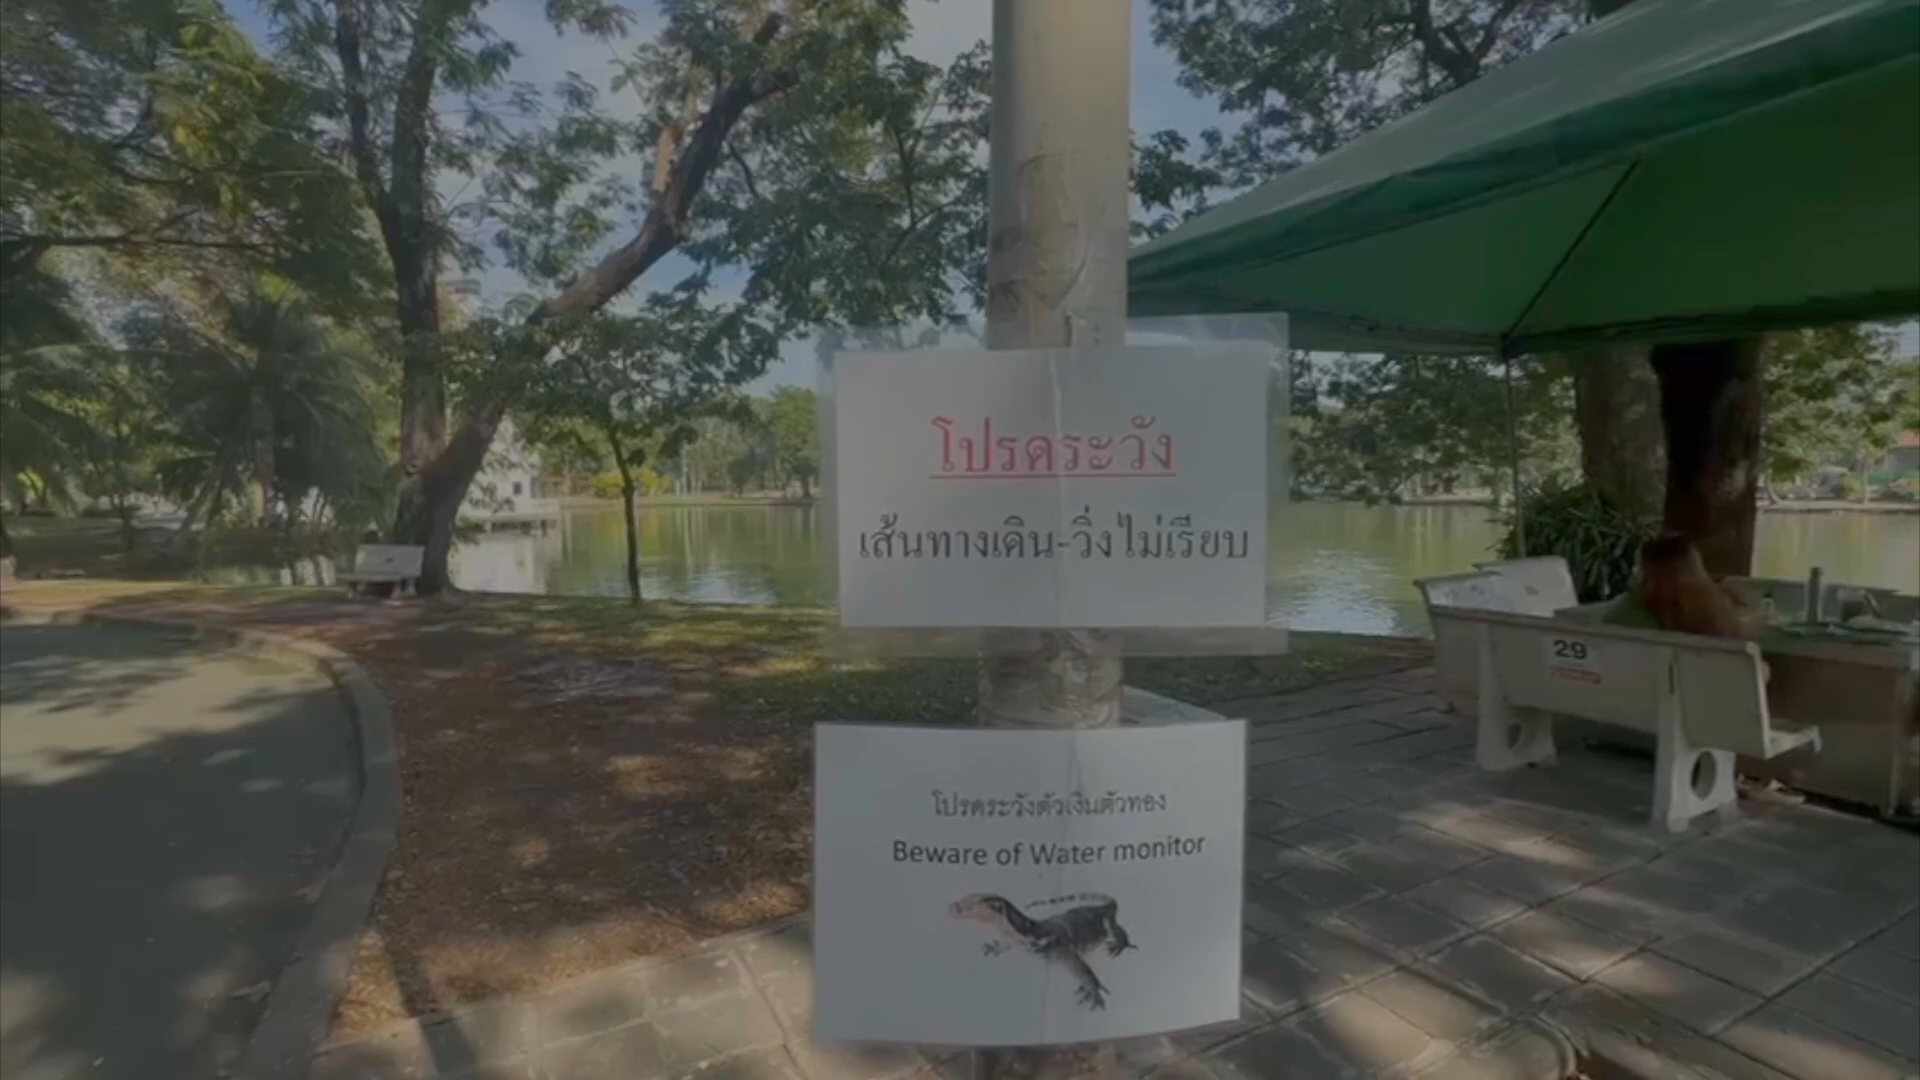 โปรดระวัง
เส้นทางเดิน-วิ่งไม่เรียบ
โปรดระวังตัวเงินตัวทอง
Beware of Water monitor
29